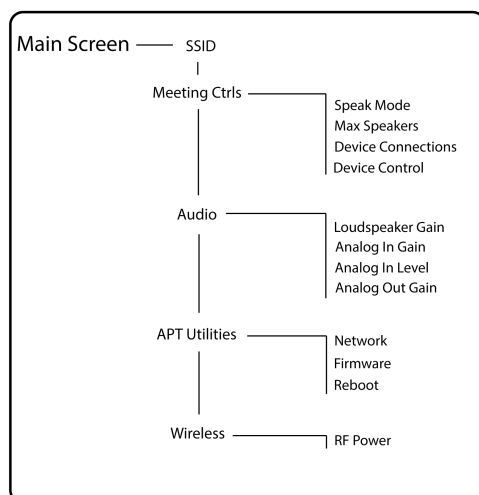 Main Screen SSID
Meeting Ctrls
Speak Mode
Max Speakers
Device Connections
Device Control
Audio
Loudspeaker Gain
Analog In Gain
Analog In Level
Analog Out Gain
APT Utilities
Network
Firmware
Reboot
Wireless
RF Power